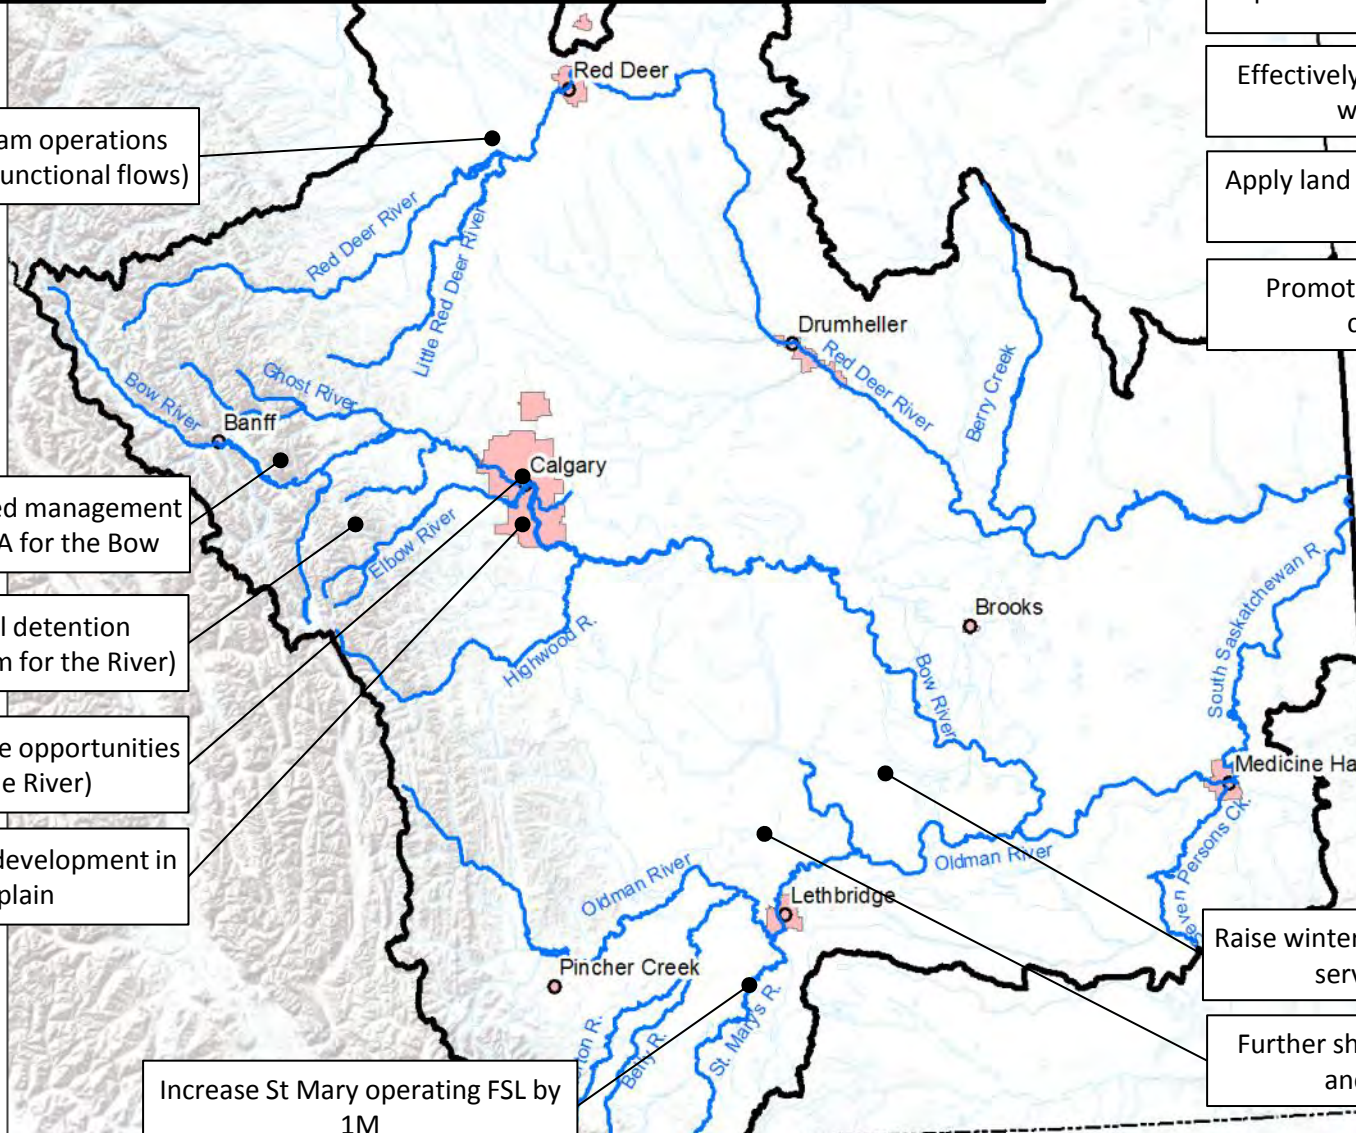 Effectively
w
Apply land
Promot
Red Deer
am operations
unctional flows)
Red Deer River
Little Red Deer River
Drumheller
Red Deer River
Berry Creek
Ghost River
Bow River
Banff
Calgary
ed management
A for the Bow
Elbow River
l detention
m for the River)
Highwood R.
Brooks
Bow River
South Saskatchewan R.
e opportunities
e River)
Medicine Ha
development in
plain
Oldman River
Oldman River
even Persons Ck.
Lethbridge
Raise winter
serv
Pincher Creek
St. Mary's R.
ton R.
Belly R.
Further sh
and
Increase St Mary operating FSL by
1M